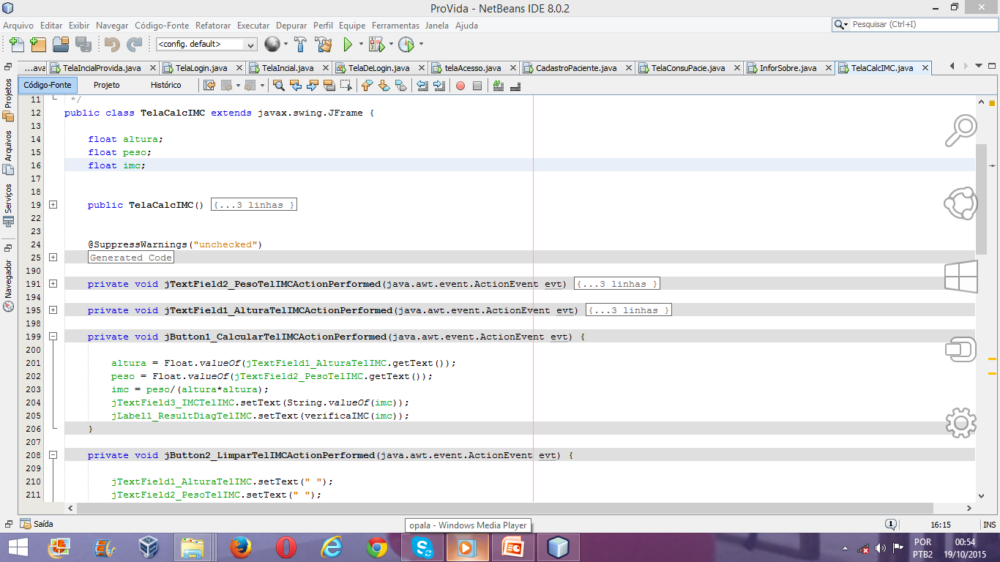 ProVida - NetBeans IDE 8.0.2
Arquivo Editar Exibir Navegar Código-Fonte Refatorar Executar Depurar Perfil Equipe Ferramentas Janela Ajuda
Pesquisar (Ctrl+I)
<config. default>
...ava TelaIncialProvida.java TelaLogin.java TelaIncial.java TelaDeLogin.java telaAcesso.java CadastroPaciente.java TelaConsuPacie.java InforSobre.java TelaCalcIMC.java
Código-Fonte Projeto Histórico
Projetos
Arquivos
Serviços
Navegador
11 */
12 public class TelaCalcIMC extends javax.swing.JFrame {
13
14 float altura;
15 float peso;
16 float imc;
17
18
19 public TelaCalcIMC() {...3 linhas }
22
23
24 @SuppressWarnings("unchecked")
25 Generated Code
190
191 private void jTextField2_PesoTelIMCActionPerformed(java.awt.event.ActionEvent evt) {...3 linhas }
194
195 private void jTextField1_AlturaTelIMCActionPerformed(java.awt.event.ActionEvent evt) {...3 linhas }
198
199 private void jButton1_CalcularTelIMCActionPerformed(java.awt.event.ActionEvent evt) {
200
201 altura = Float.valueOf(jTextField1_AlturaTelIMC.getText());
202 peso = Float.valueOf(jTextField2_PesoTelIMC.getText());
203 imc = peso/(altura*altura);
204 jTextField3_IMCTelIMC.setText(String.valueOf(imc));
205 jLabel1_ResultDiagTelIMC.setText(verificaIMC(imc));
206 }
207
208 private void jButton2_LimparTelIMCActionPerformed(java.awt.event.ActionEvent evt) {
209
210 jTextField1_AlturaTelIMC.setText(" ");
211 jTextField2_PesoTelIMC.setText(" ");
Saída
opala - Windows Media Player
1 16:15 INS
POR 00:54
PTB2 19/10/2015